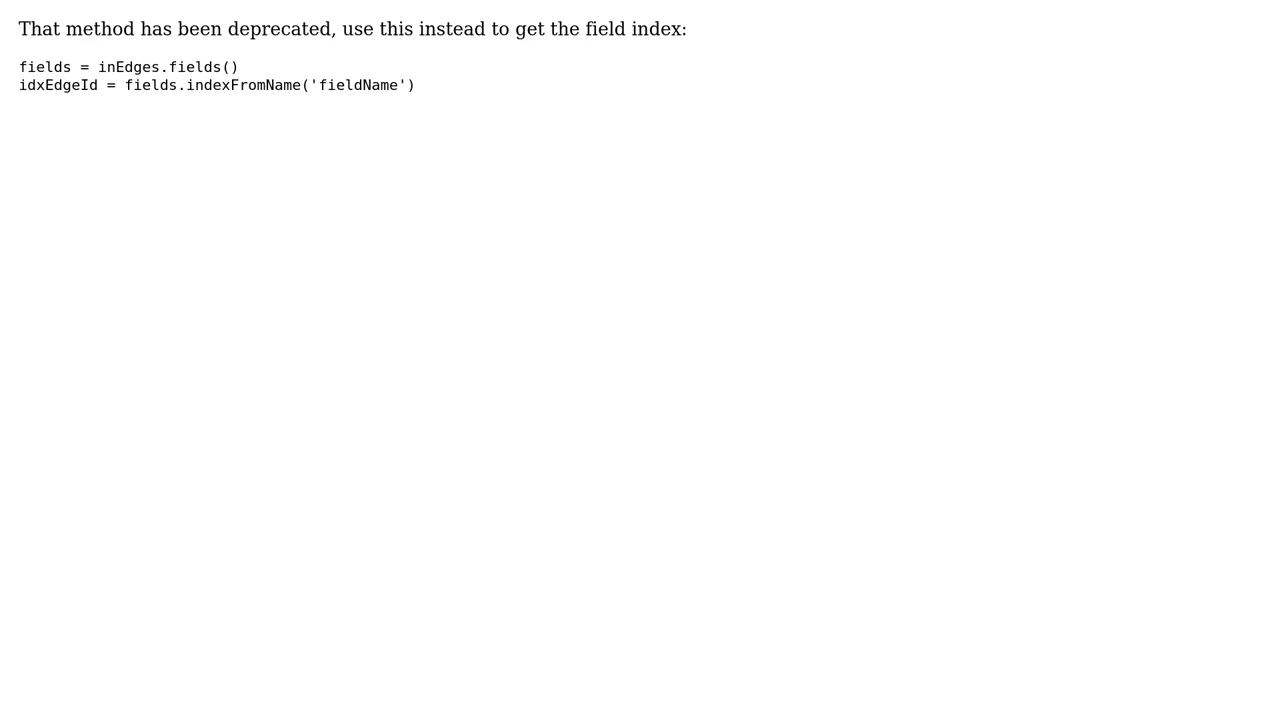 That method has been deprecated, use this instead to get the field index:
fields = inEdges.fields()
idxEdgeId = fields.indexFromName('fieldName')